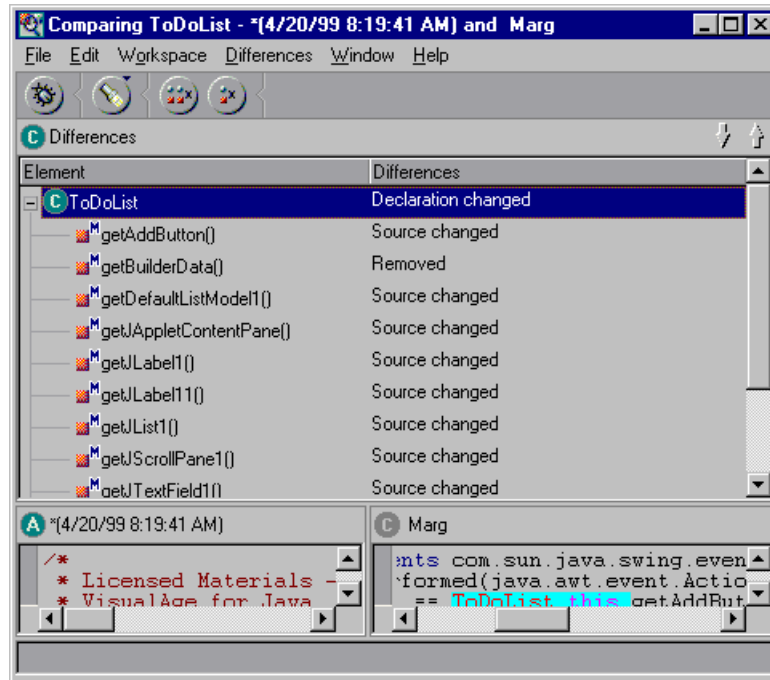 Comparing ToDoList - *(4/20/99 8:19:41 AM) and Marg
File Edit Workspace Differences Window Help
C Differences
Element Differences
C ToDoList Declaration changed
M getAddButton() Source changed
M getBuilderData() Removed
M getDefaultListModel1() Source changed
M getJAppletContentPane() Source changed
M getJLabel1() Source changed
M getJLabel11() Source changed
M getJList1() Source changed
M getJScrollPane1() Source changed
M getJTextField1() Source changed
A *(4/20/99 8:19:41 AM) C Marg
/*
* Licensed Materials -
* VisualAge for Java
ents com.sun.java.swing.even
formed(java.awt.event.Actio
== ToDoList.this.getAddBut